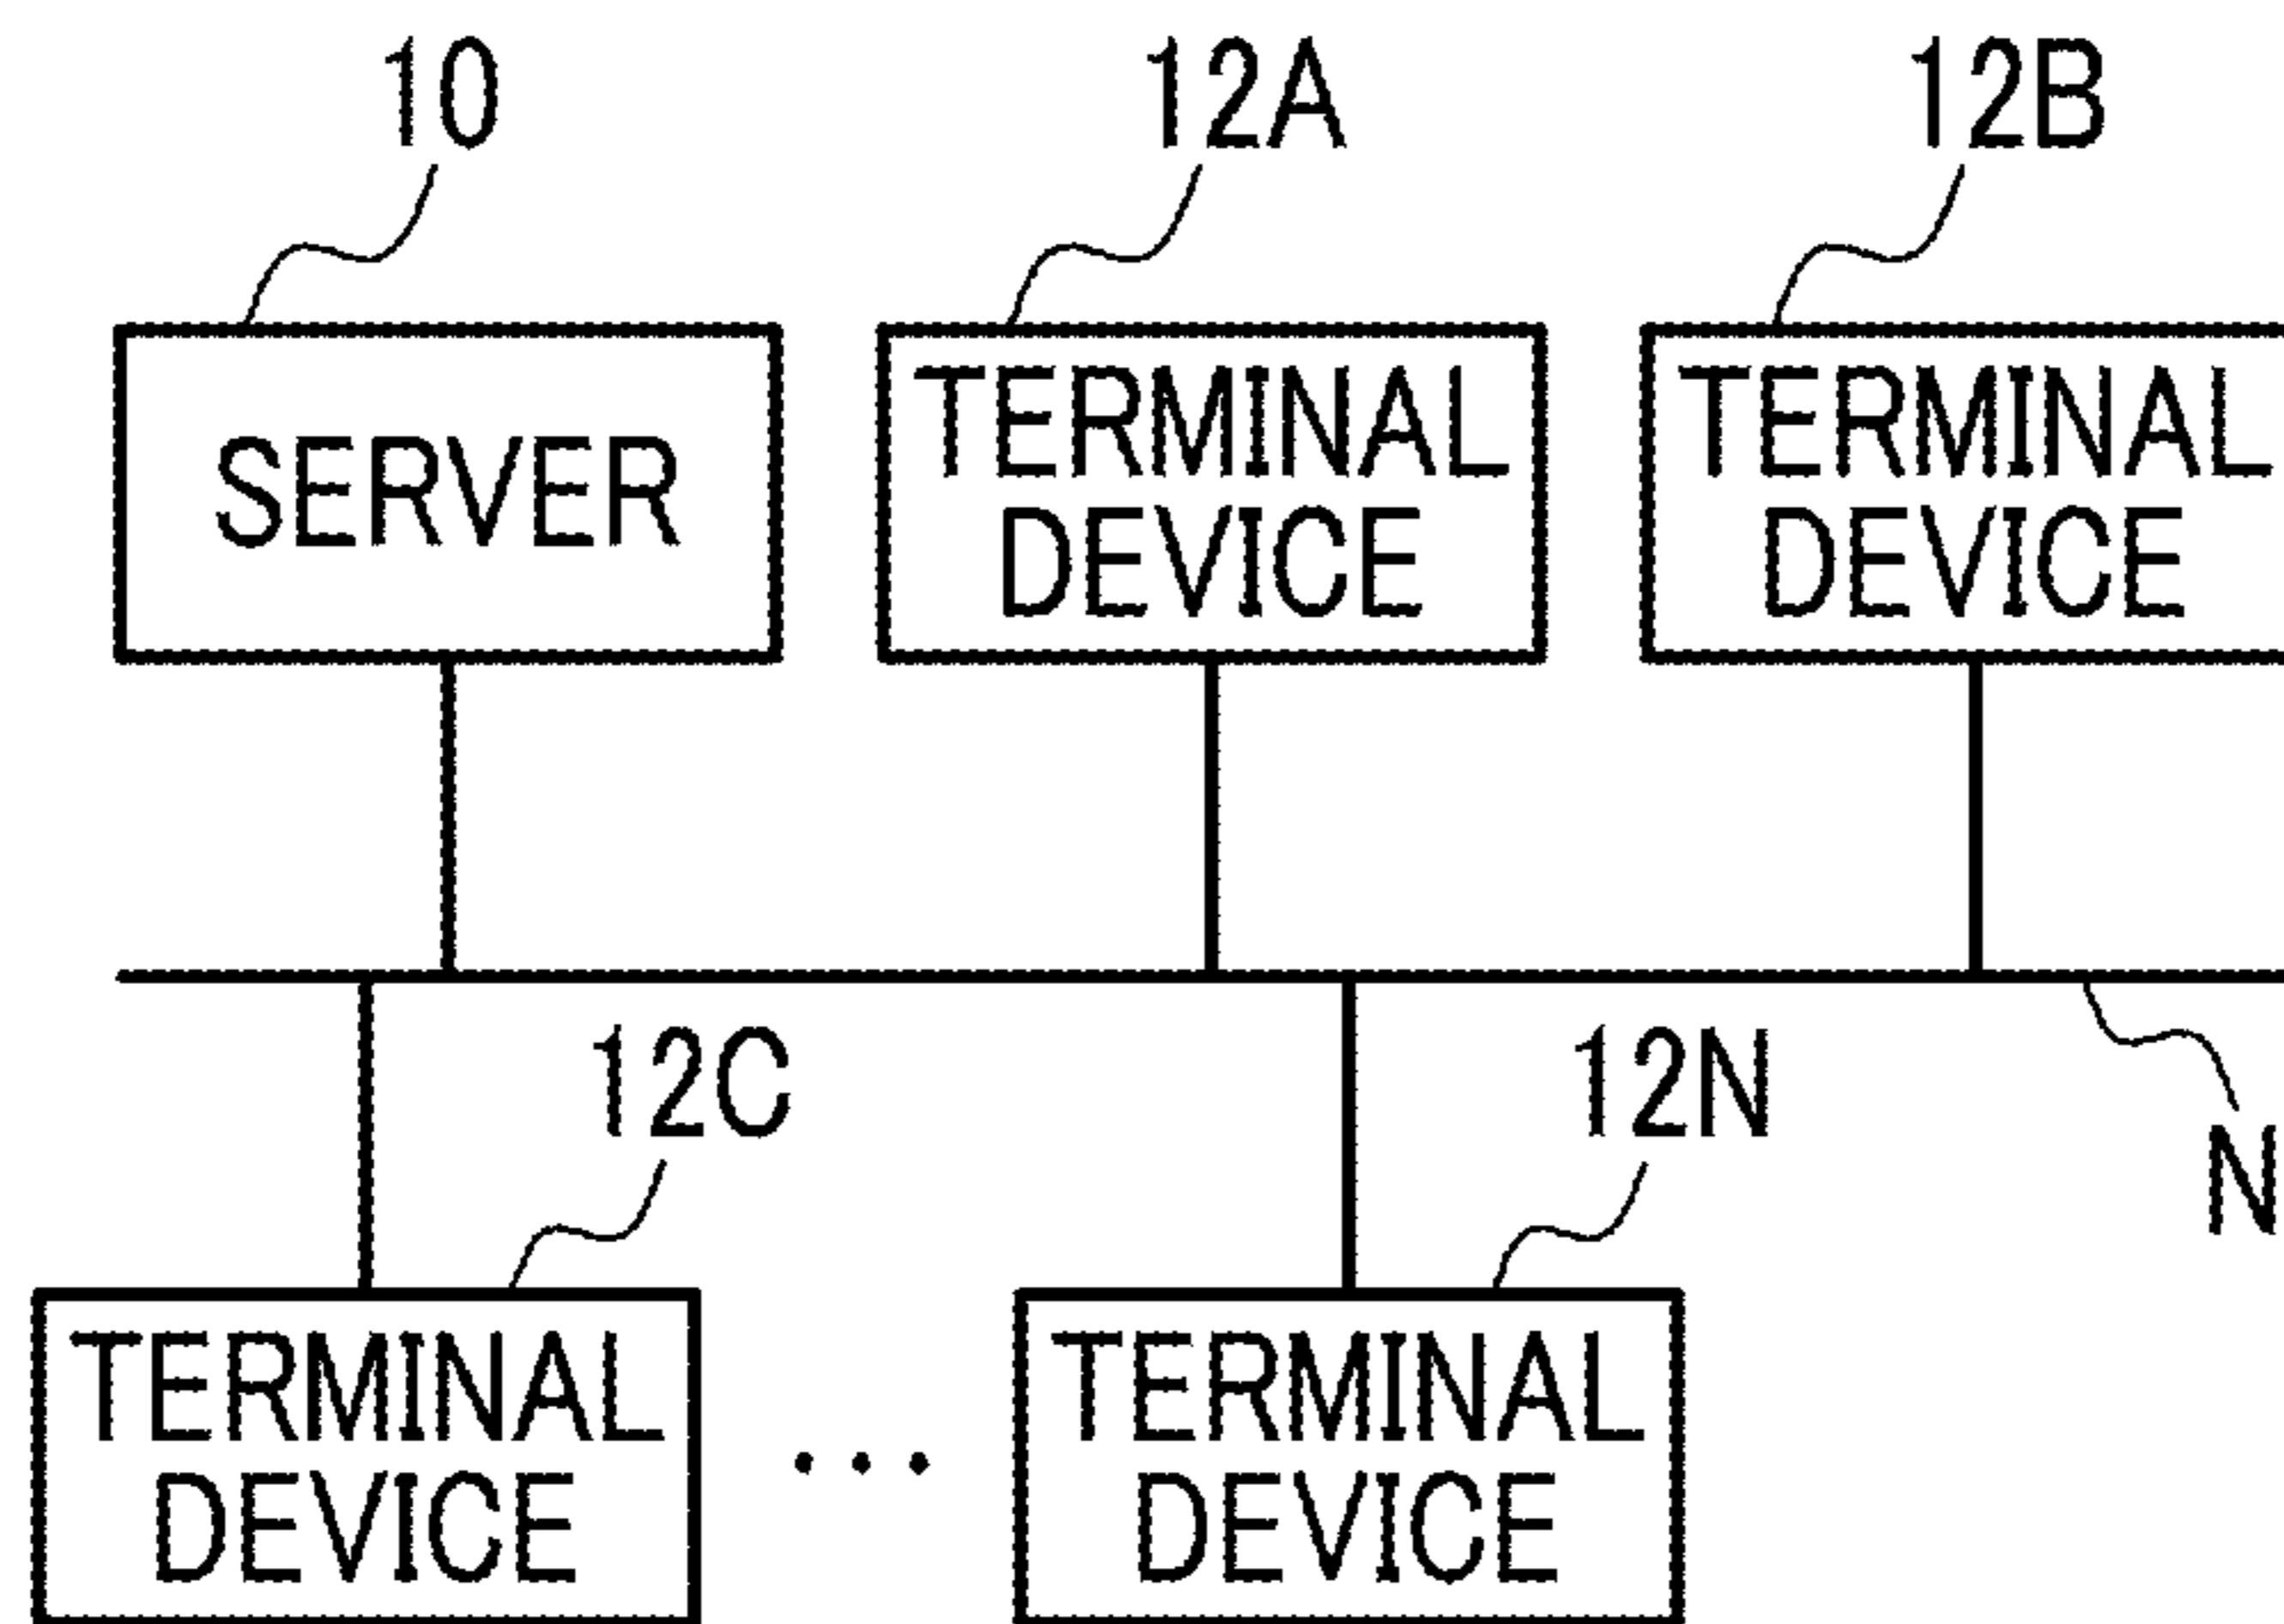 10
12A
12B
SERVER
TERMINAL
DEVICE
TERMINAL
DEVICE
12C
12N
N
TERMINAL
DEVICE
...
TERMINAL
DEVICE